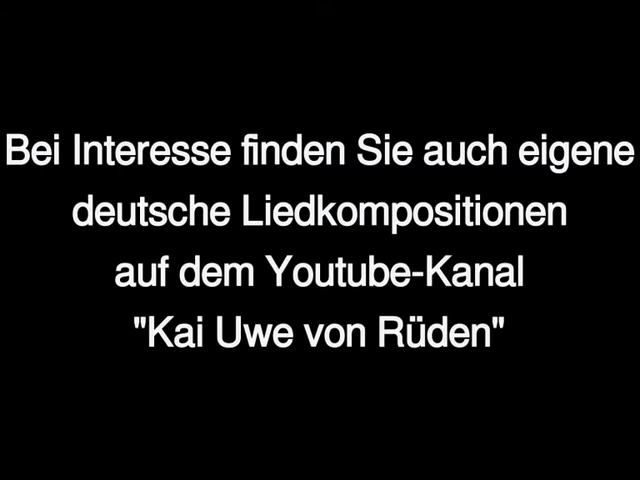 Bei Interesse finden Sie auch eigene
deutsche Liedkompositionen
auf dem Youtube-Kanal
"Kai Uwe von Rüden"